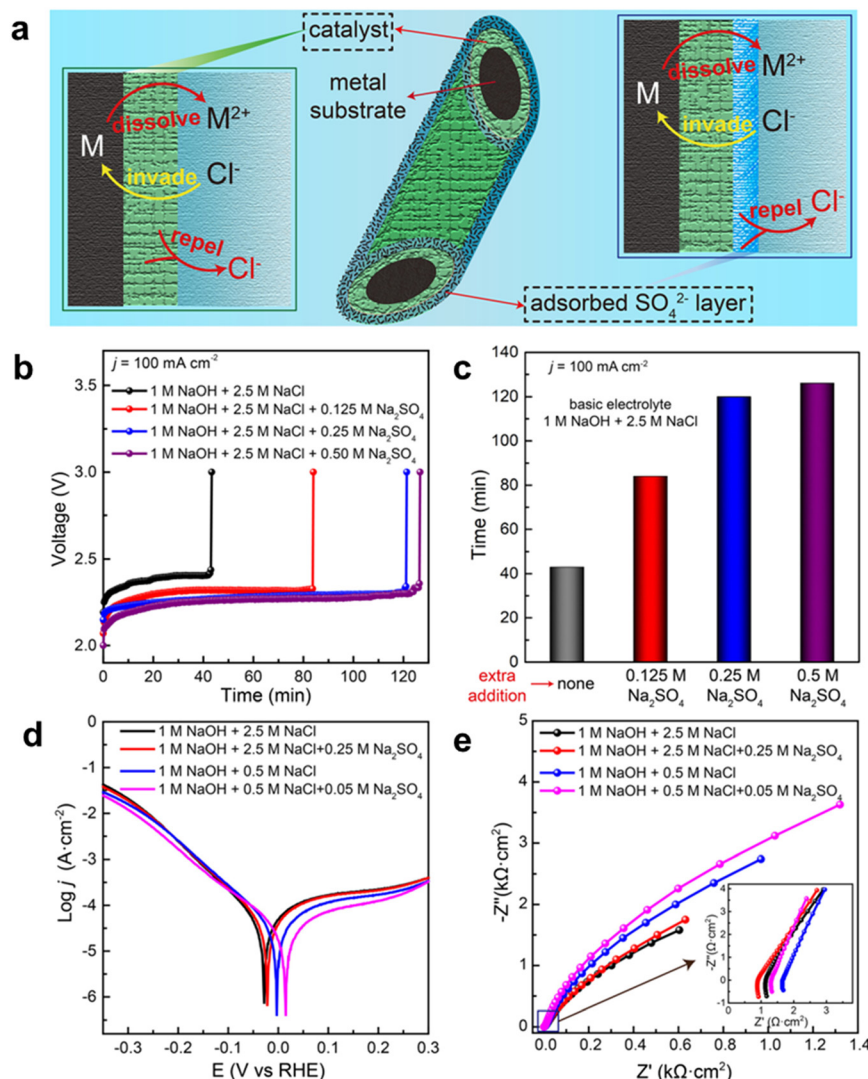 a
catalyst
metal
substrate
dissolve
M
M²⁺
invade
Cl⁻
repel
Cl⁻
dissolve
M
M²⁺
invade
Cl⁻
repel
Cl⁻
adsorbed SO₄²⁻ layer
b
j = 100 mA cm⁻²
1 M NaOH + 2.5 M NaCl
1 M NaOH + 2.5 M NaCl + 0.125 M Na₂SO₄
1 M NaOH + 2.5 M NaCl + 0.25 M Na₂SO₄
1 M NaOH + 2.5 M NaCl + 0.50 M Na₂SO₄
Voltage (V)
3.5
3.0
2.5
2.0
0 20 40 60 80 100 120
Time (min)
c
j = 100 mA cm⁻²
basic electrolyte
1 M NaOH + 2.5 M NaCl
Time (min)
140
120
100
80
60
40
20
0
extra
addition
none
0.125 M
Na₂SO₄
0.25 M
Na₂SO₄
0.5 M
Na₂SO₄
d
1 M NaOH + 2.5 M NaCl
1 M NaOH + 2.5 M NaCl+0.25 M Na₂SO₄
1 M NaOH + 0.5 M NaCl
1 M NaOH + 0.5 M NaCl+0.05 M Na₂SO₄
Log j (A·cm⁻²)
0
-1
-2
-3
-4
-5
-6
-0.3 -0.2 -0.1 0.0 0.1 0.2 0.3
E (V vs RHE)
e
1 M NaOH + 2.5 M NaCl
1 M NaOH + 2.5 M NaCl+0.25 M Na₂SO₄
1 M NaOH + 0.5 M NaCl
1 M NaOH + 0.5 M NaCl+0.05 M Na₂SO₄
-Z''(kΩ·cm²)
5
4
3
2
1
0
0.0 0.2 0.4 0.6 0.8 1.0 1.2 1.4
Z' (kΩ·cm²)
-Z''(Ω·cm²)
4
3
2
1
0
-1
0 1 2 3
Z' (Ω·cm²)